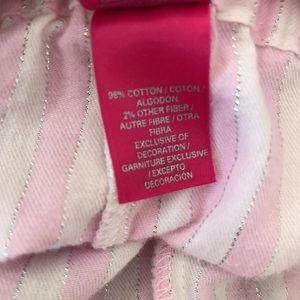 98% COTTON / COTON /
ALGODÓN
2% OTHER FIBER /
AUTRE FIBRE / OTRA
FIBRA
EXCLUSIVE OF
DECORATION /
GARNITURE EXCLUSIVE
/ EXCEPTO
DECORACIÓN